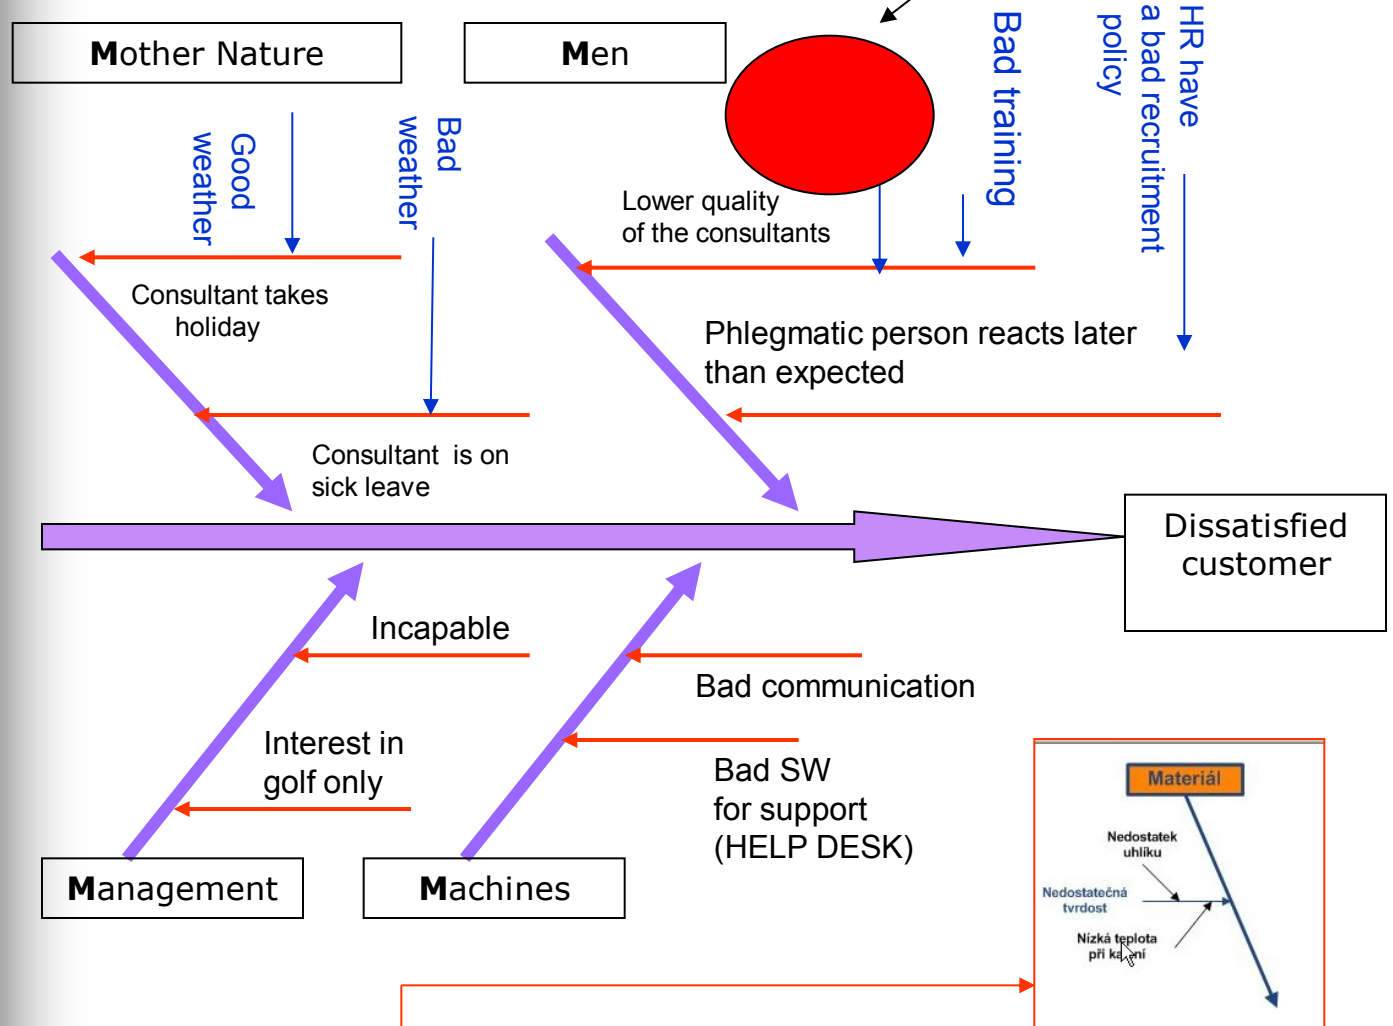 Mother Nature
Men
Good
weather
Bad
weather
Bad training
HR have
a bad recruitment
policy
Lower quality
of the consultants
Consultant takes
holiday
Phlegmatic person reacts later
than expected
Consultant is on
sick leave
Dissatisfied
customer
Incapable
Bad communication
Interest in
golf only
Bad SW
for support
(HELP DESK)
Management
Machines
Materiál
Nedostatek
uhlíku
Nedostatečná
tvrdost
Nízká teplota
při kalení